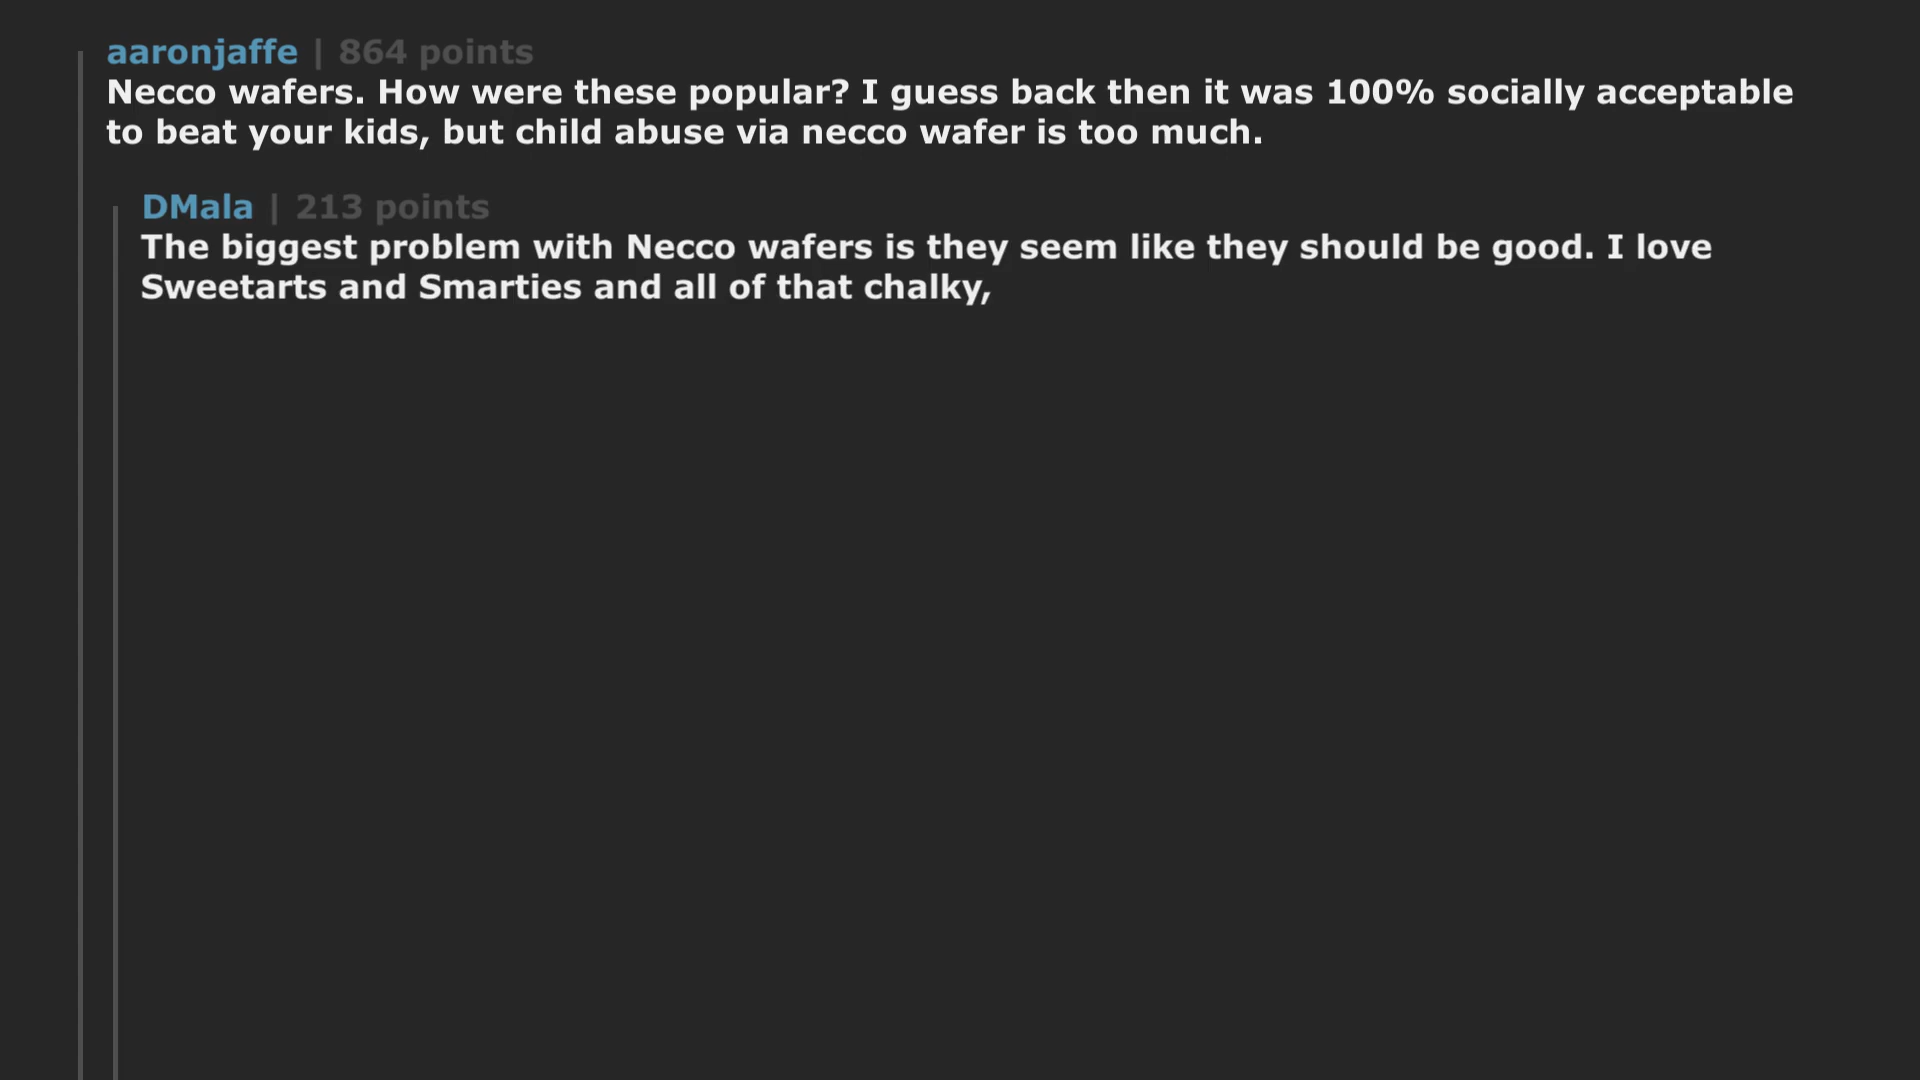 aaronjaffe | 864 points
Necco wafers. How were these popular? I guess back then it was 100% socially acceptable
to beat your kids, but child abuse via necco wafer is too much.
DMala | 213 points
The biggest problem with Necco wafers is they seem like they should be good. I love
Sweetarts and Smarties and all of that chalky,